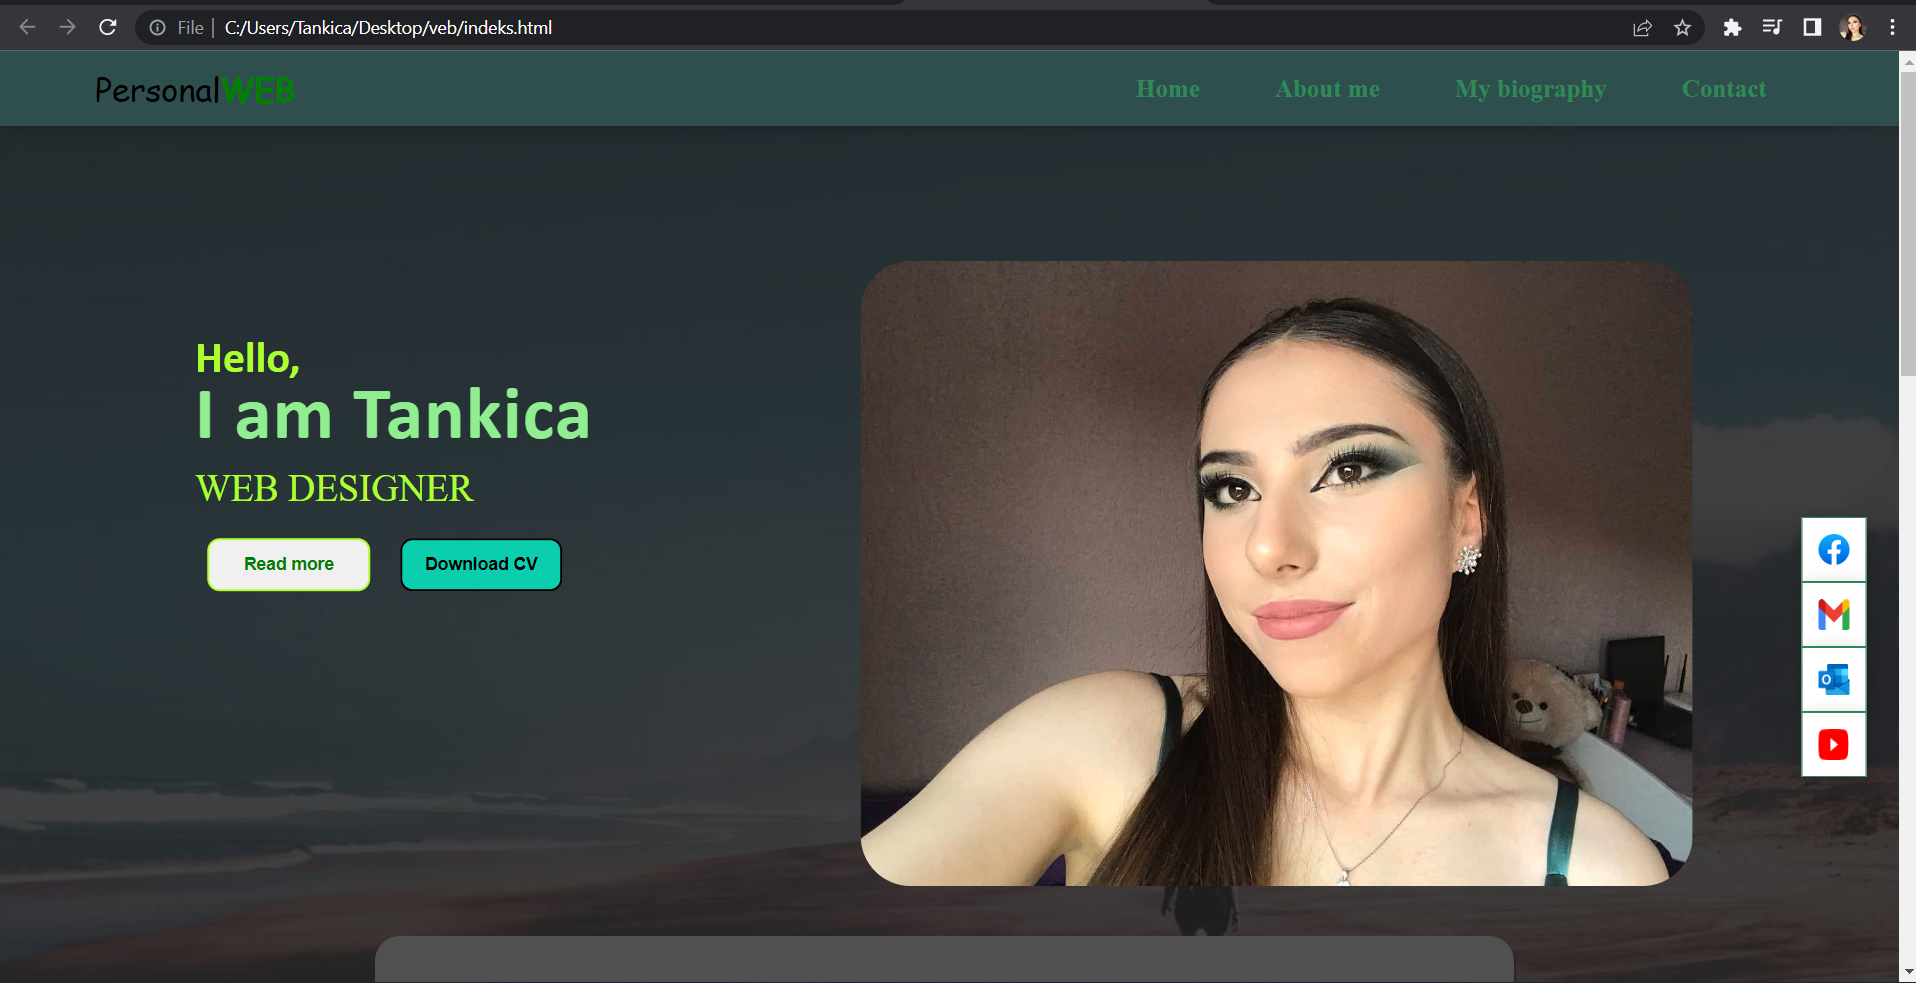 File | C:/Users/Tankica/Desktop/veb/indeks.html
PersonalWEB
Home About me My biography Contact
Hello,
I am Tankica
WEB DESIGNER
Read more Download CV